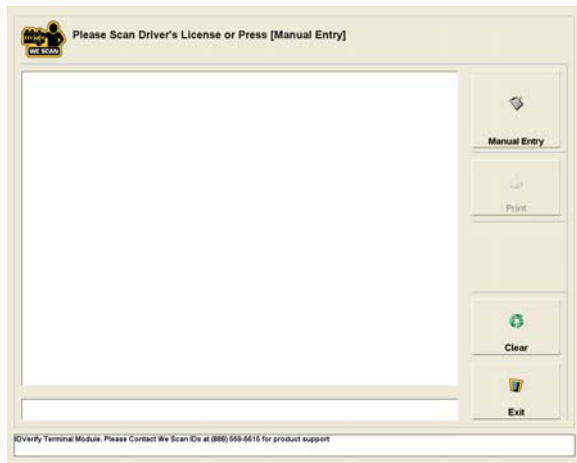 Please Scan Driver's License or Press [Manual Entry]
WE SCAN
Manual Entry
Print
Clear
Exit
IDVerify Terminal Module. Please Contact We Scan IDs at (888) 559-5615 for product support